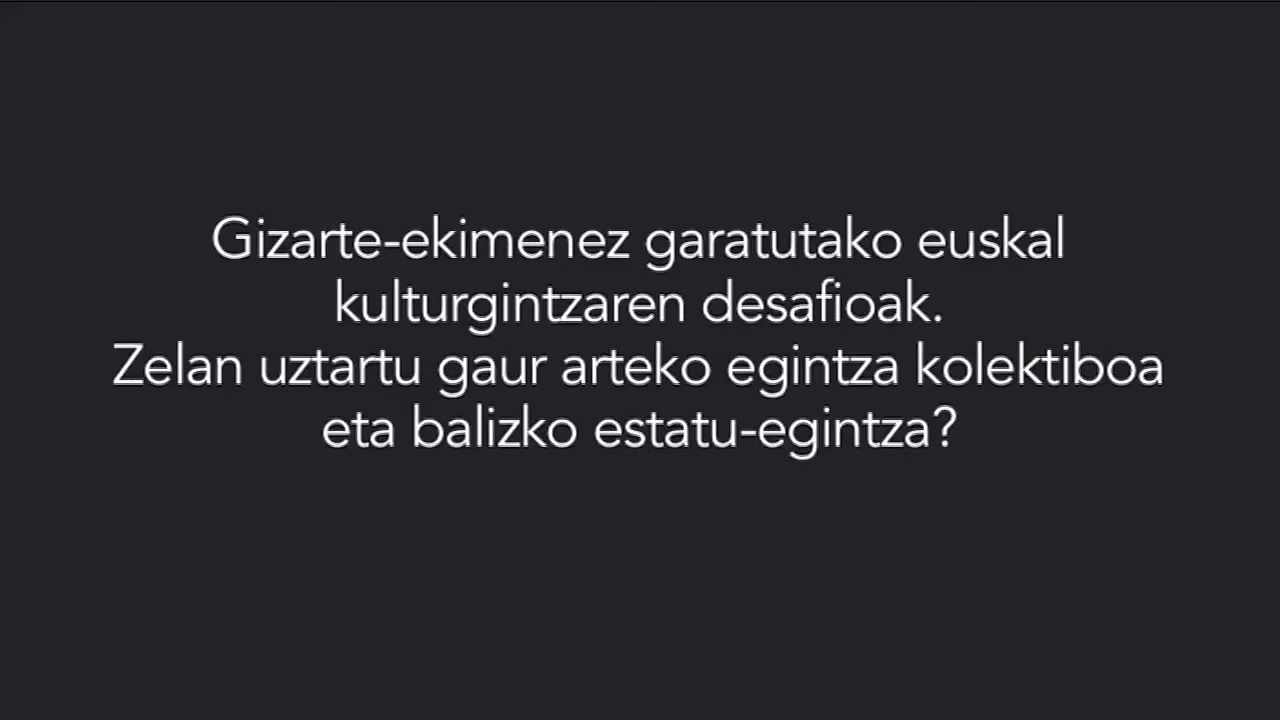 Gizarte-ekimenez garatutako euskal
kulturgintzaren desafioak.
Zelan uztartu gaur arteko egintza kolektiboa
eta balizko estatu-egintza?